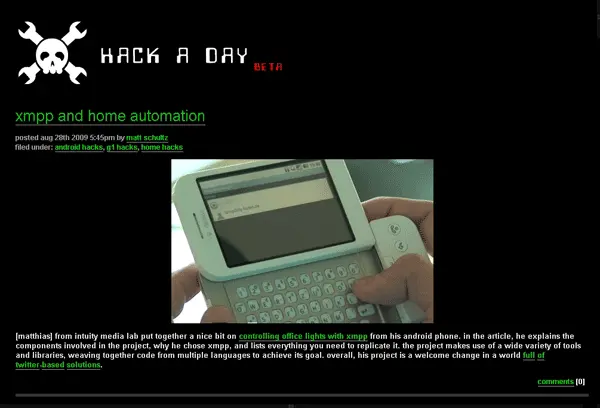 HACK A DAY
BETA
xmpp and home automation
posted aug 28th 2009 5:45pm by matt schultz
filed under: android hacks, g1 hacks, home hacks
[matthias] from intuity media lab put together a nice bit on controlling office lights with xmpp from his android phone. in the article, he explains the
components involved in the project, why he chose xmpp, and lists everything you need to replicate it. the project makes use of a wide variety of tools
and libraries, weaving together code from multiple languages to achieve its goal. overall, his project is a welcome change in a world full of
twitter-based solutions.
comments [0]